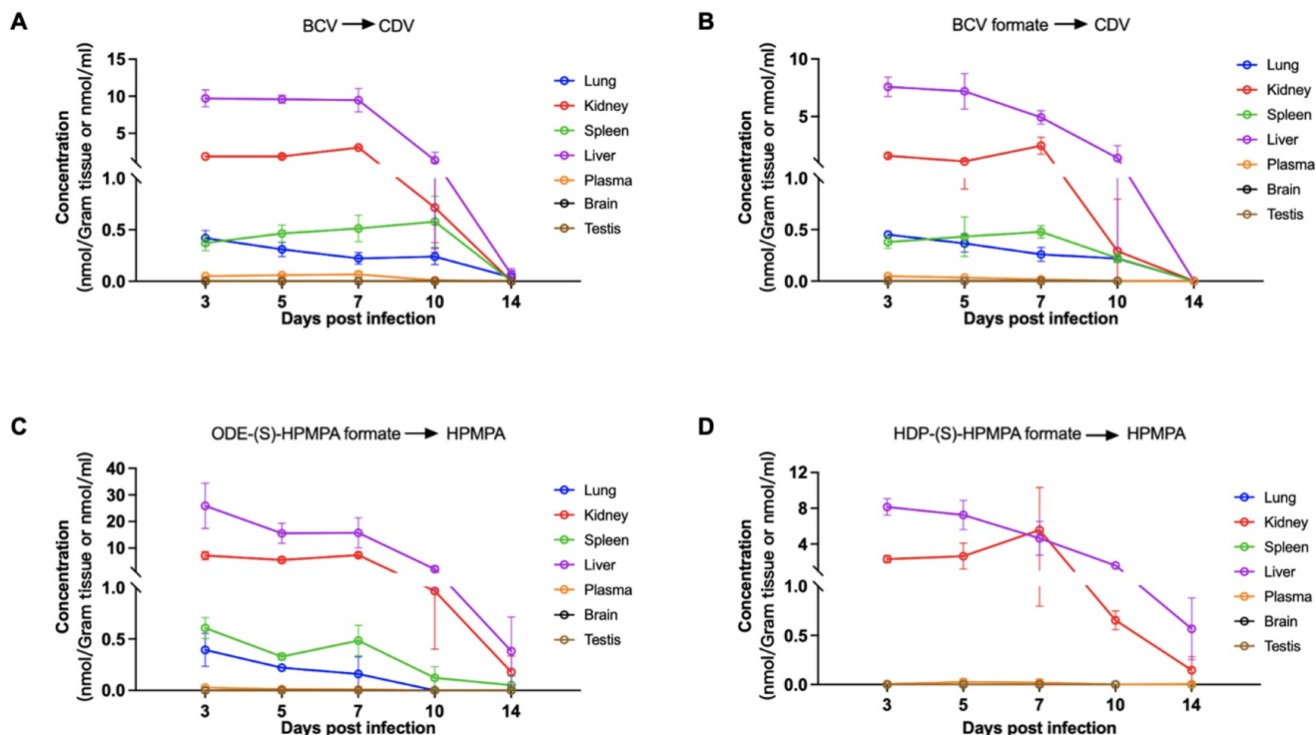 A
BCV → CDV
Concentration
(nmol/Gram tissue or nmol/ml)
15
10
5
1.0
0.5
0.0
3 5 7 10 14
Days post infection
Lung
Kidney
Spleen
Liver
Plasma
Brain
Testis
B
BCV formate → CDV
Concentration
(nmol/Gram tissue or nmol/ml)
10
5
1.0
0.5
0.0
3 5 7 10 14
Days post infection
Lung
Kidney
Spleen
Liver
Plasma
Brain
Testis
C
ODE-(S)-HPMPA formate → HPMPA
Concentration
(nmol/Gram tissue or nmol/ml)
40
30
20
10
1.0
0.5
0.0
3 5 7 10 14
Days post infection
Lung
Kidney
Spleen
Liver
Plasma
Brain
Testis
D
HDP-(S)-HPMPA formate → HPMPA
Concentration
(nmol/Gram tissue or nmol/ml)
12
8
4
1.0
0.5
0.0
3 5 7 10 14
Days post infection
Lung
Kidney
Spleen
Liver
Plasma
Brain
Testis